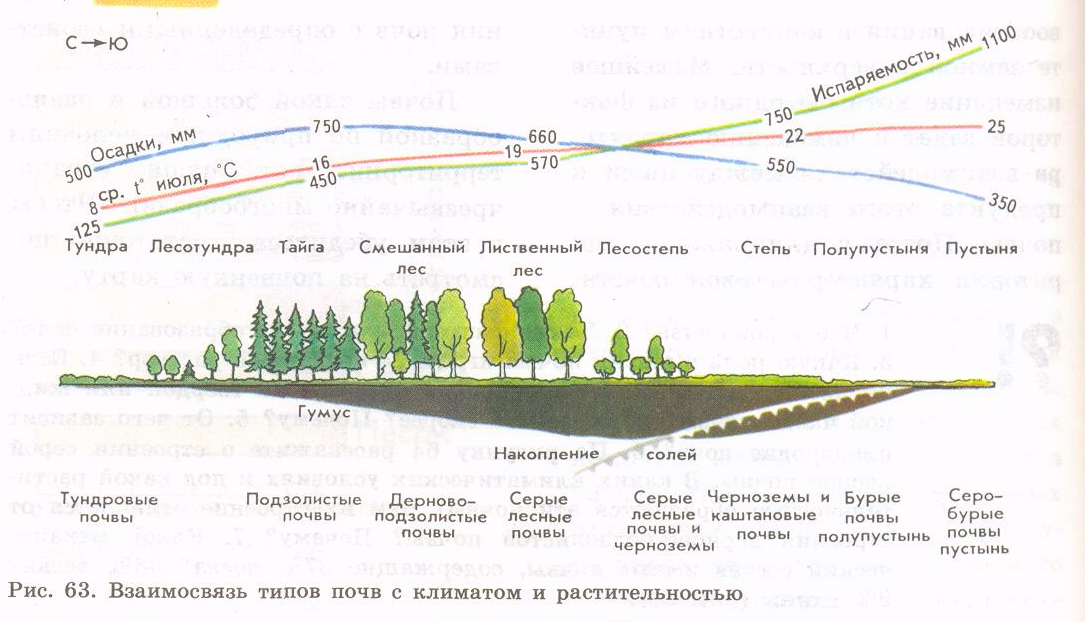 С → Ю
Испаряемость, мм 1100
Осадки, мм
500 750 660 550 350
ср. t° июля, °С
8 16 19 22 25
125 450 570 750
Тундра Лесотундра Тайга Смешанный лес Лиственный лес Лесостепь Степь Полупустыня Пустыня
Гумус
Накопление солей
Тундровые
почвы
Подзолистые
почвы
Дерново-
подзолистые
почвы
Серые
лесные
почвы
Серые
лесные
почвы и
черноземы
Черноземы и
каштановые
почвы
Бурые
почвы
полупустынь
Серо-
бурые
почвы
пустынь
Рис. 63. Взаимосвязь типов почв с климатом и растительностью